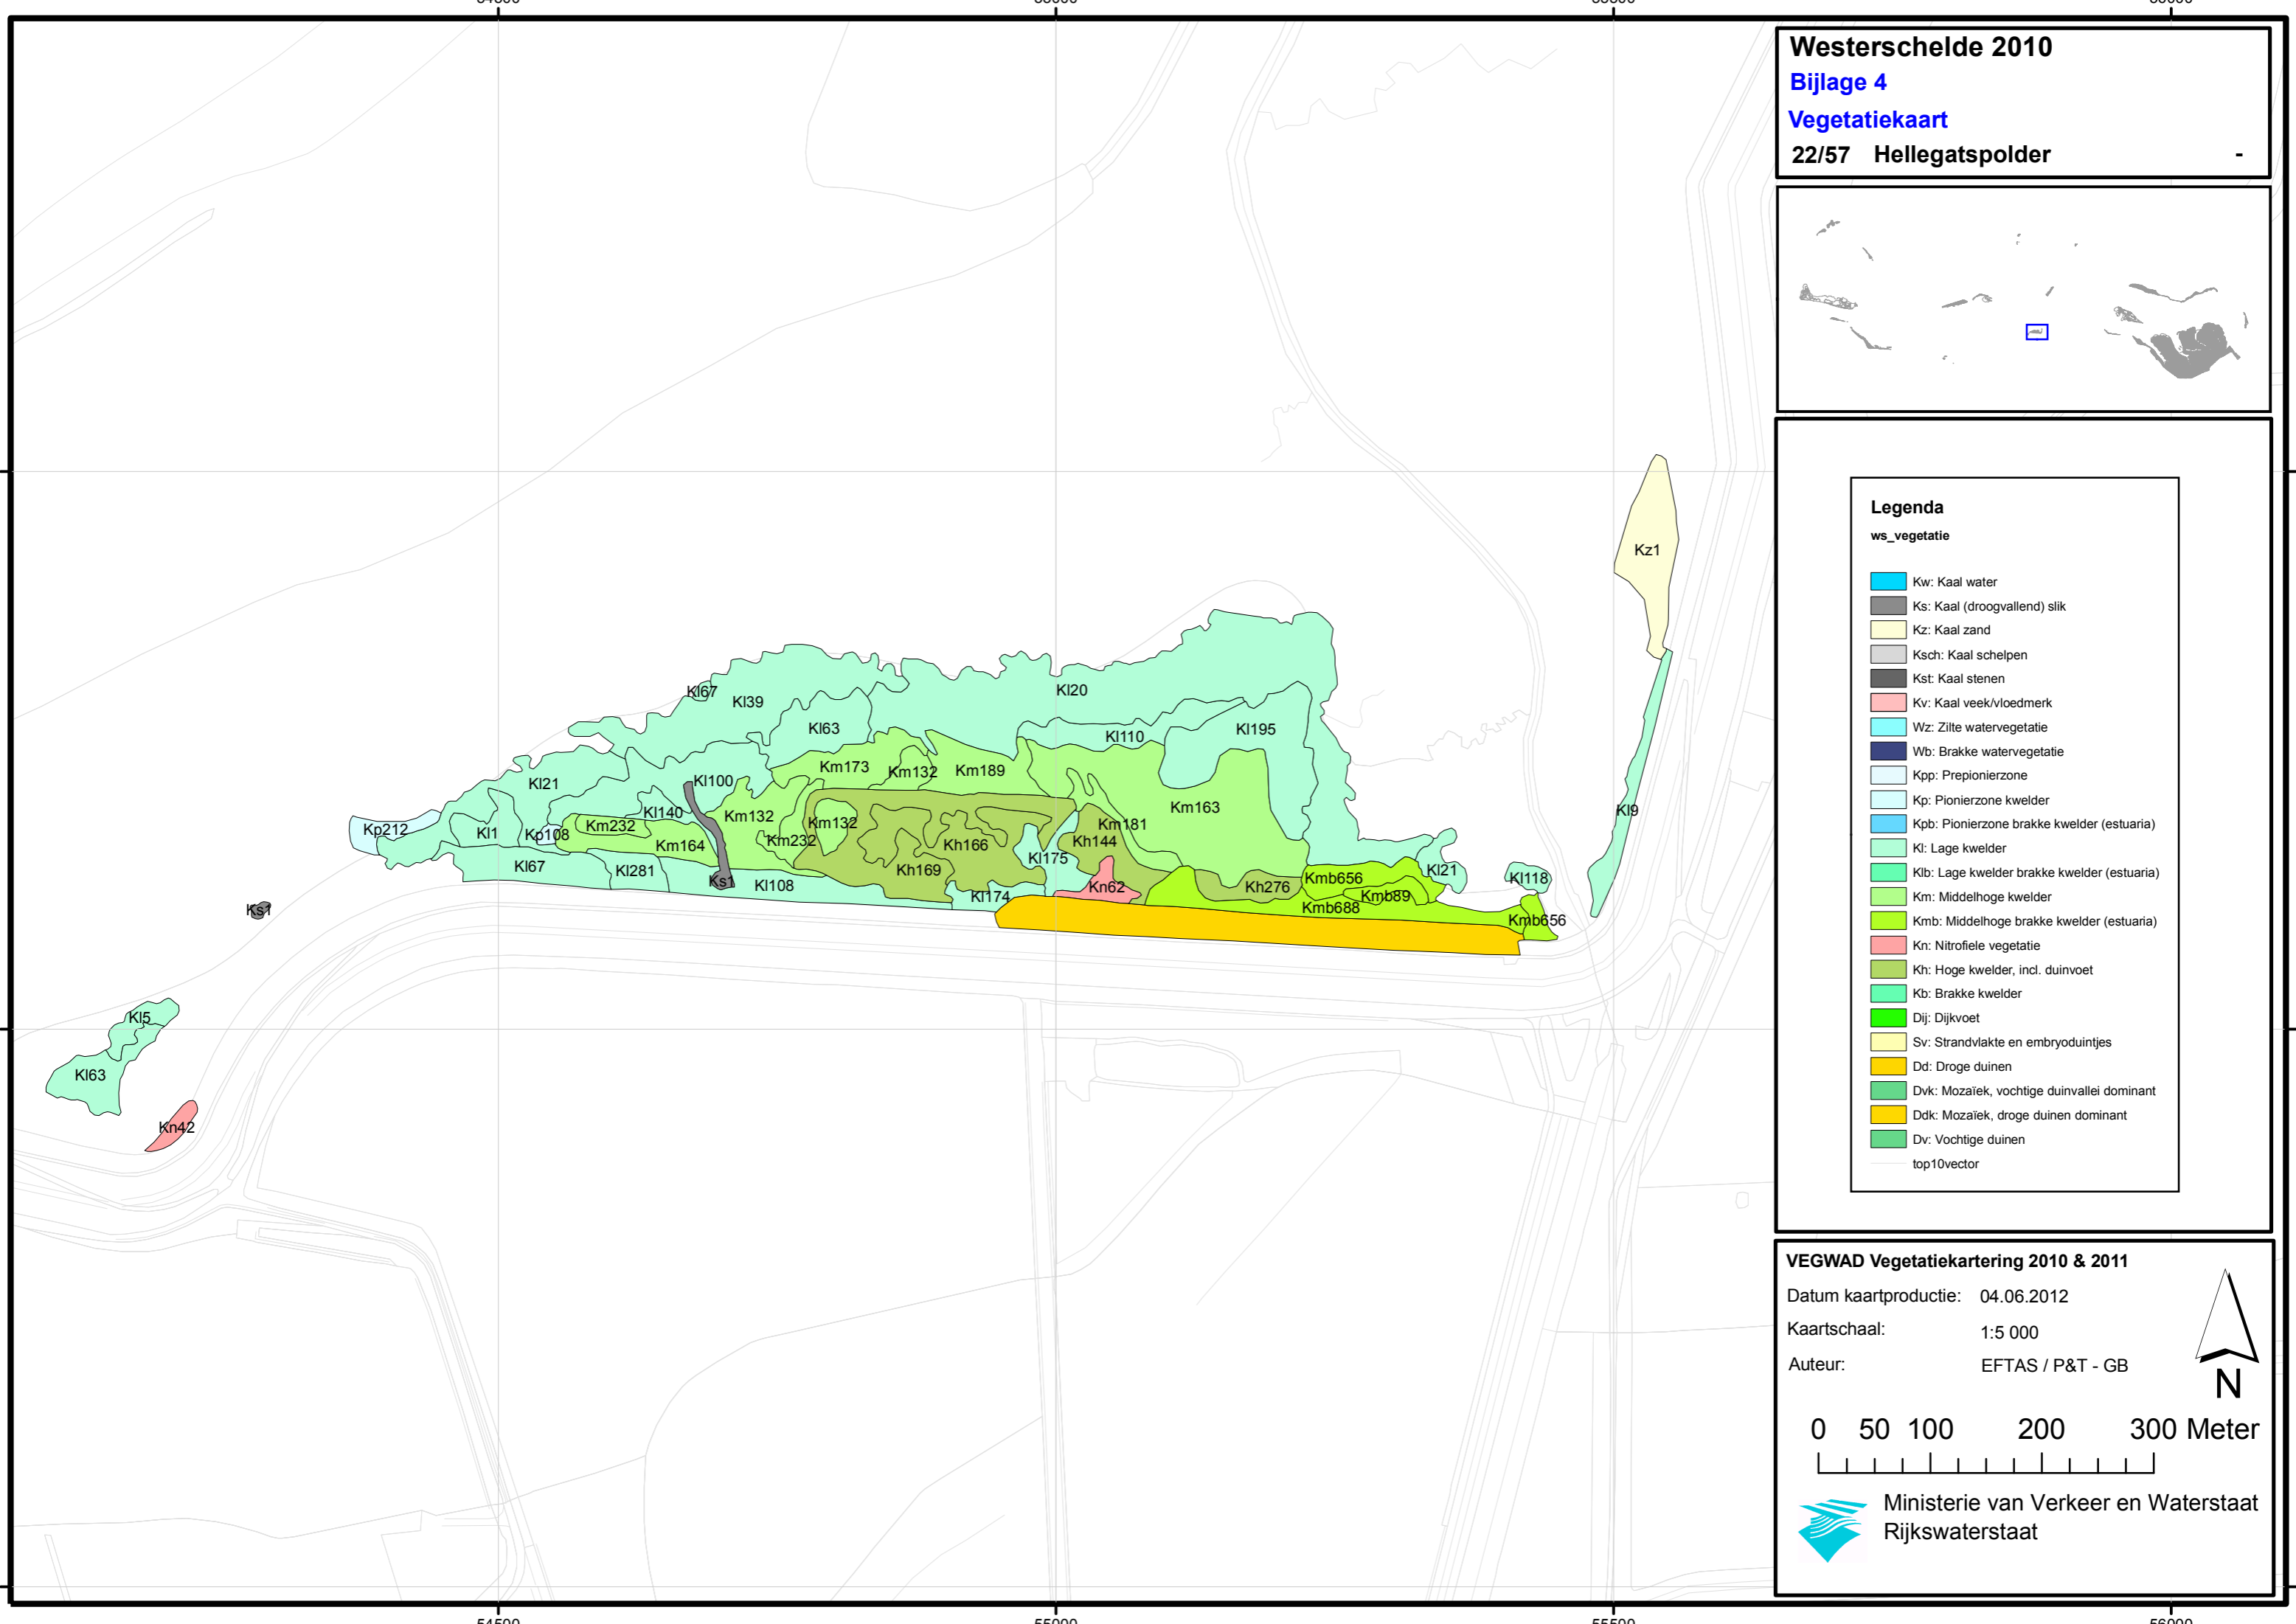 Westerschelde 2010
Bijlage 4
Vegetatiekaart
22/57 Hellegatspolder -
Legenda
ws_vegetatie
Kw: Kaal water
Ks: Kaal (droogvallend) slik
Kz: Kaal zand
Ksch: Kaal schelpen
Kst: Kaal stenen
Kv: Kaal veek/vloedmerk
Wz: Zilte watervegetatie
Wb: Brakke watervegetatie
Kpp: Prepionierzone
Kp: Pionierzone kwelder
Kpb: Pionierzone brakke kwelder (estuaria)
Kl: Lage kwelder
Klb: Lage kwelder brakke kwelder (estuaria)
Km: Middelhoge kwelder
Kmb: Middelhoge brakke kwelder (estuaria)
Kn: Nitrofiele vegetatie
Kh: Hoge kwelder, incl. duinvoet
Kb: Brakke kwelder
Dij: Dijkvoet
Sv: Strandvlakte en embryoduintjes
Dd: Droge duinen
Dvk: Mozaïek, vochtige duinvallei dominant
Ddk: Mozaïek, droge duinen dominant
Dv: Vochtige duinen
top10vector
VEGWAD Vegetatiekartering 2010 & 2011
Datum kaartproductie: 04.06.2012
Kaartschaal: 1:5 000
Auteur: EFTAS / P&T - GB
N
0 50 100 200 300 Meter
Ministerie van Verkeer en Waterstaat
Rijkswaterstaat
Kz1
Kl67
Kl39
Kl20
Kl63
Kl110
Kl195
Km173
Km132
Km189
Kl21
Kl100
Km163
Kl140
Km132
Km132
Km181
Kl9
Kp212
Kl1
Kp108
Km232
Km232
Km164
Kh166
Kh144
Kl175
Kl67
Kl281
Ks1
Kl108
Kh169
Kl174
Kn62
Kh276
Kmb656
Kmb89
Kmb688
Kl21
Kl118
Kmb656
Ks1
Kl5
Kl63
Kn42